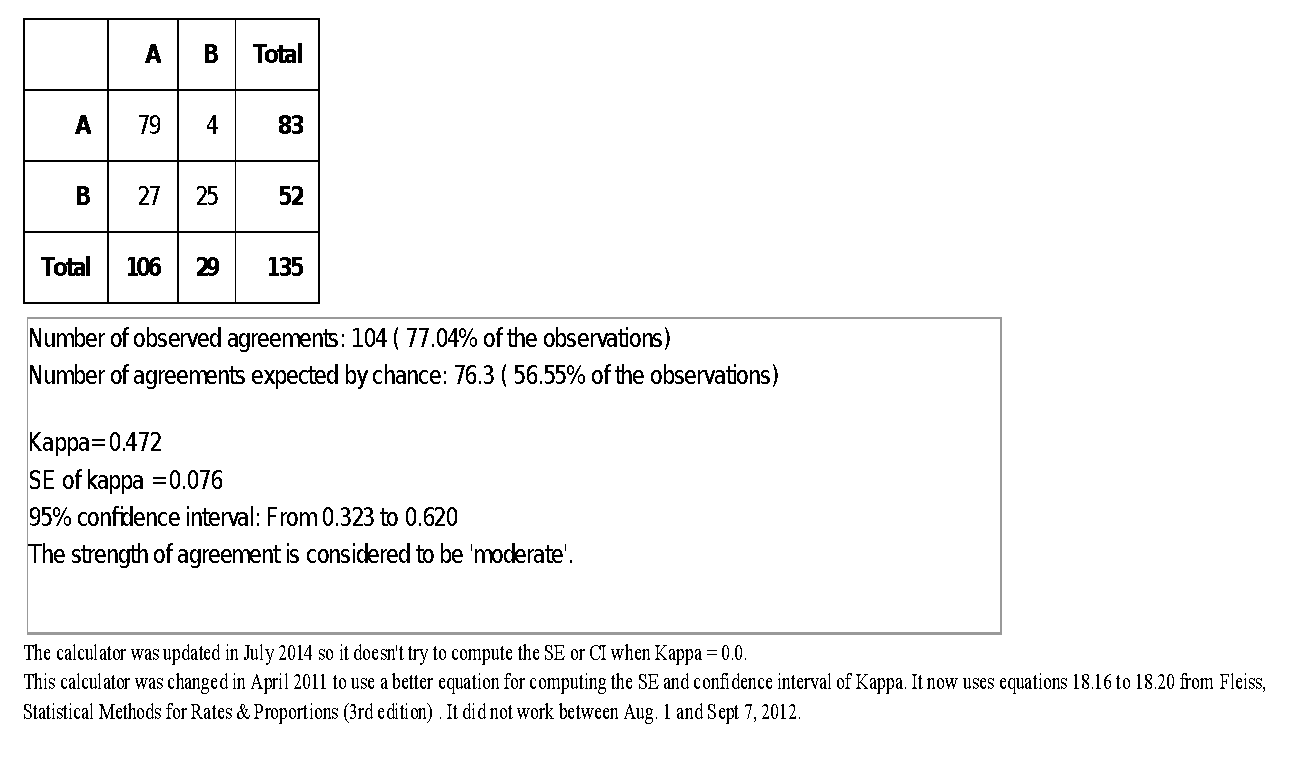 A B Total
A 79 4 83
B 27 25 52
Total 106 29 135
Number of observed agreements: 104 ( 77.04% of the observations)
Number of agreements expected by chance: 76.3 ( 56.55% of the observations)
Kappa= 0.472
SE of kappa = 0.076
95% confidence interval: From 0.323 to 0.620
The strength of agreement is considered to be 'moderate'.
The calculator was updated in July 2014 so it doesn't try to compute the SE or CI when Kappa = 0.0.
This calculator was changed in April 2011 to use a better equation for computing the SE and confidence interval of Kappa. It now uses equations 18.16 to 18.20 from Fleiss,
Statistical Methods for Rates & Proportions (3rd edition) . It did not work between Aug. 1 and Sept 7, 2012.